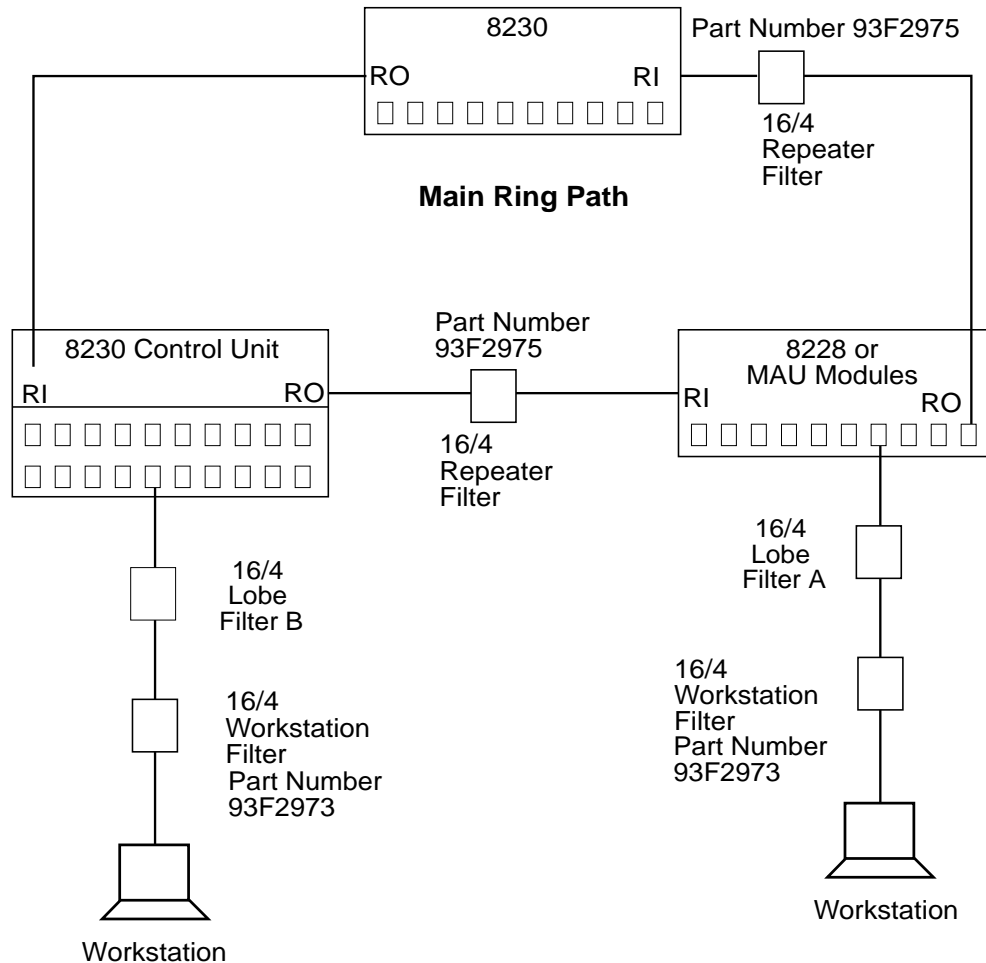 8230
Part Number 93F2975
RO
RI
16/4
Repeater
Filter
Main Ring Path
Part Number
93F2975
8230 Control Unit
RI
RO
8228 or
MAU Modules
RI
RO
16/4
Repeater
Filter
16/4
Lobe
Filter B
16/4
Lobe
Filter A
16/4
Workstation
Filter
Part Number
93F2973
16/4
Workstation
Filter
Part Number
93F2973
Workstation
Workstation